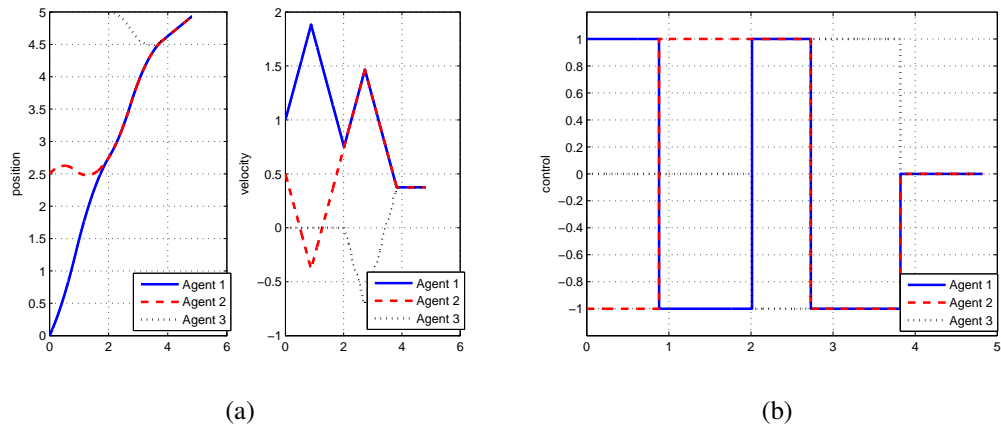 position
5
4.5
4
3.5
3
2.5
2
1.5
1
0.5
0
0 2 4 6
Agent 1
Agent 2
Agent 3
velocity
2
1.5
1
0.5
0
−0.5
−1
0 2 4 6
Agent 1
Agent 2
Agent 3
(a)
control
1
0.8
0.6
0.4
0.2
0
−0.2
−0.4
−0.6
−0.8
−1
0 1 2 3 4 5
Agent 1
Agent 2
Agent 3
(b)